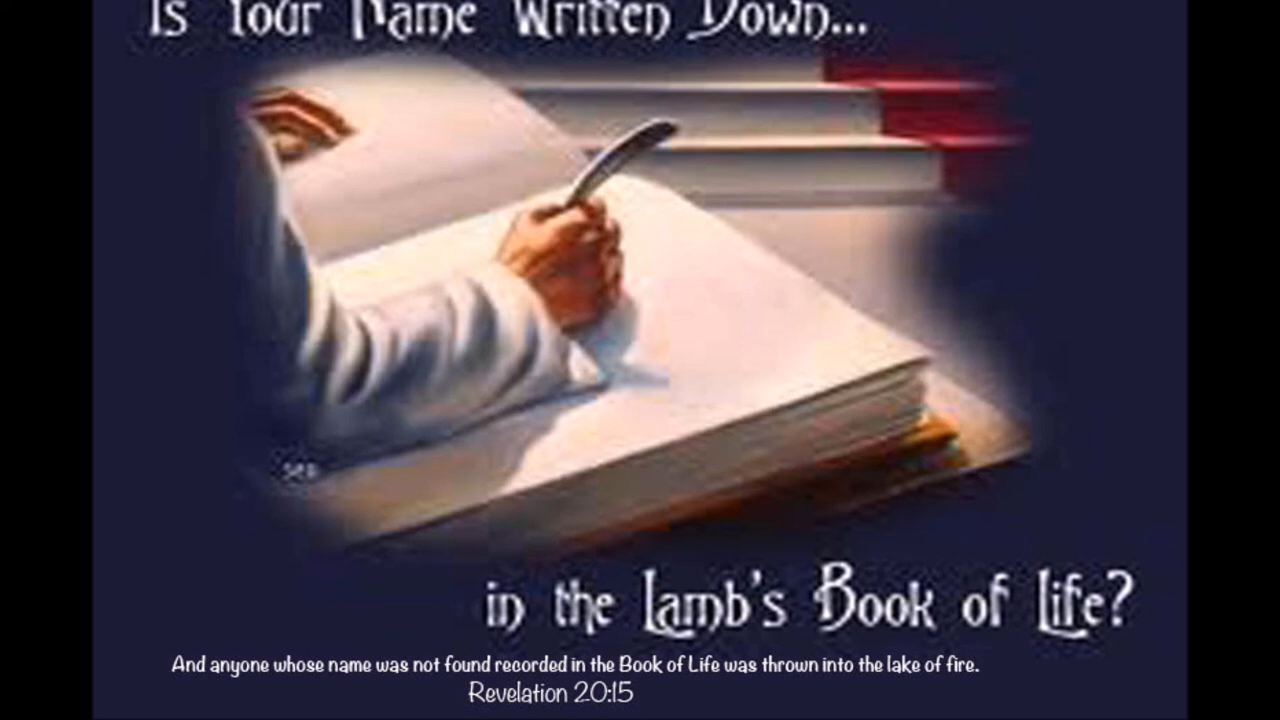 Is Your Name Written Down...
in the Lamb's Book of Life?
And anyone whose name was not found recorded in the Book of Life was thrown into the lake of fire.
Revelation 20:15